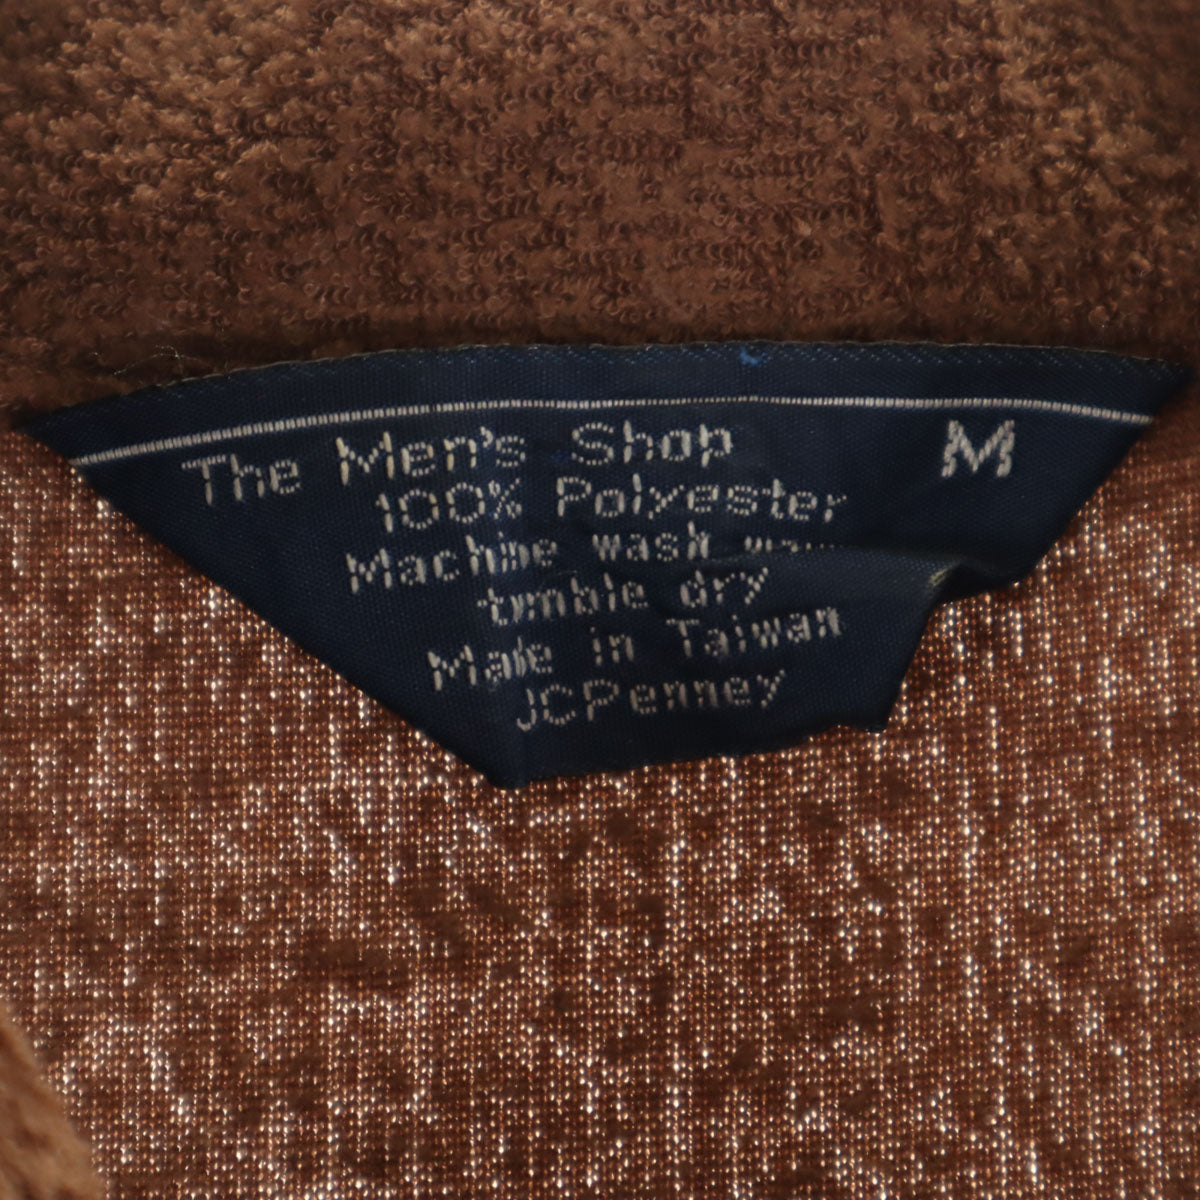 The Men's Shop M
100% Polyester
Machine wash
tumble dry
Made in Taiwan
JCPenney